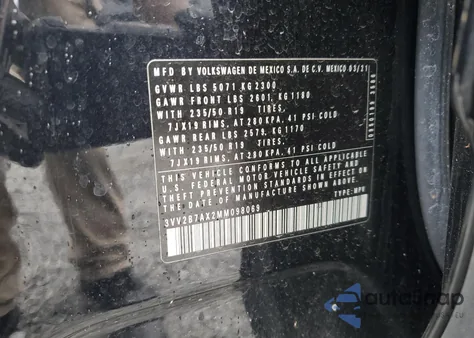 MFD BY VOLKSWAGEN DE MEXICO S.A. DE C.V. MEXICO 03/21
GVWR LBS 5071 KG 2300
GAWR FRONT LBS 2601, KG 1180
WITH 235/50 R19 TIRES,
7JX19 RIMS, AT 280 KPA, 41 PSI-COLD
GAWR REAR LBS 2579, KG 1170
WITH 235/50 R19 TIRES,
7JX19 RIMS, AT 280 KPA, 41 PSI COLD
THIS VEHICLE CONFORMS TO ALL APPLICABLE
U.S. FEDERAL MOTOR VEHICLE SAFETY AND
THEFT PREVENTION STANDARDS IN EFFECT ON THE
DATE OF MANUFACTURE SHOWN ABOVE.
3VV2B7AX2MM098069 TYPE: MPV
autolinap